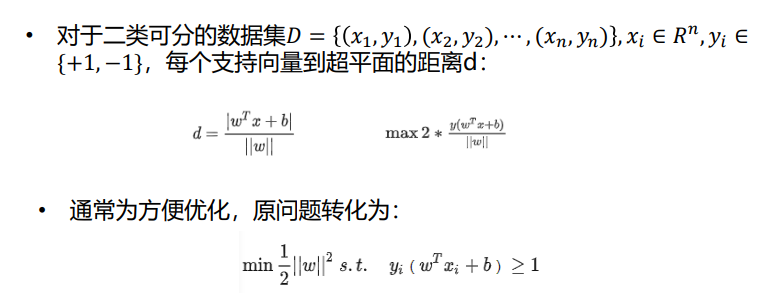 • 对于二类可分的数据集D = {(x₁, y₁), (x₂, y₂), ⋯, (xₙ, yₙ)}, xᵢ ∈ Rⁿ, yᵢ ∈
{+1, −1}，每个支持向量到超平面的距离d：
d = |wᵀx + b| / ||w||    max 2 * y(wᵀx+b) / ||w||
• 通常为方便优化，原问题转化为：
min 1/2 ||w||² s.t. yᵢ (wᵀxᵢ + b) ≥ 1